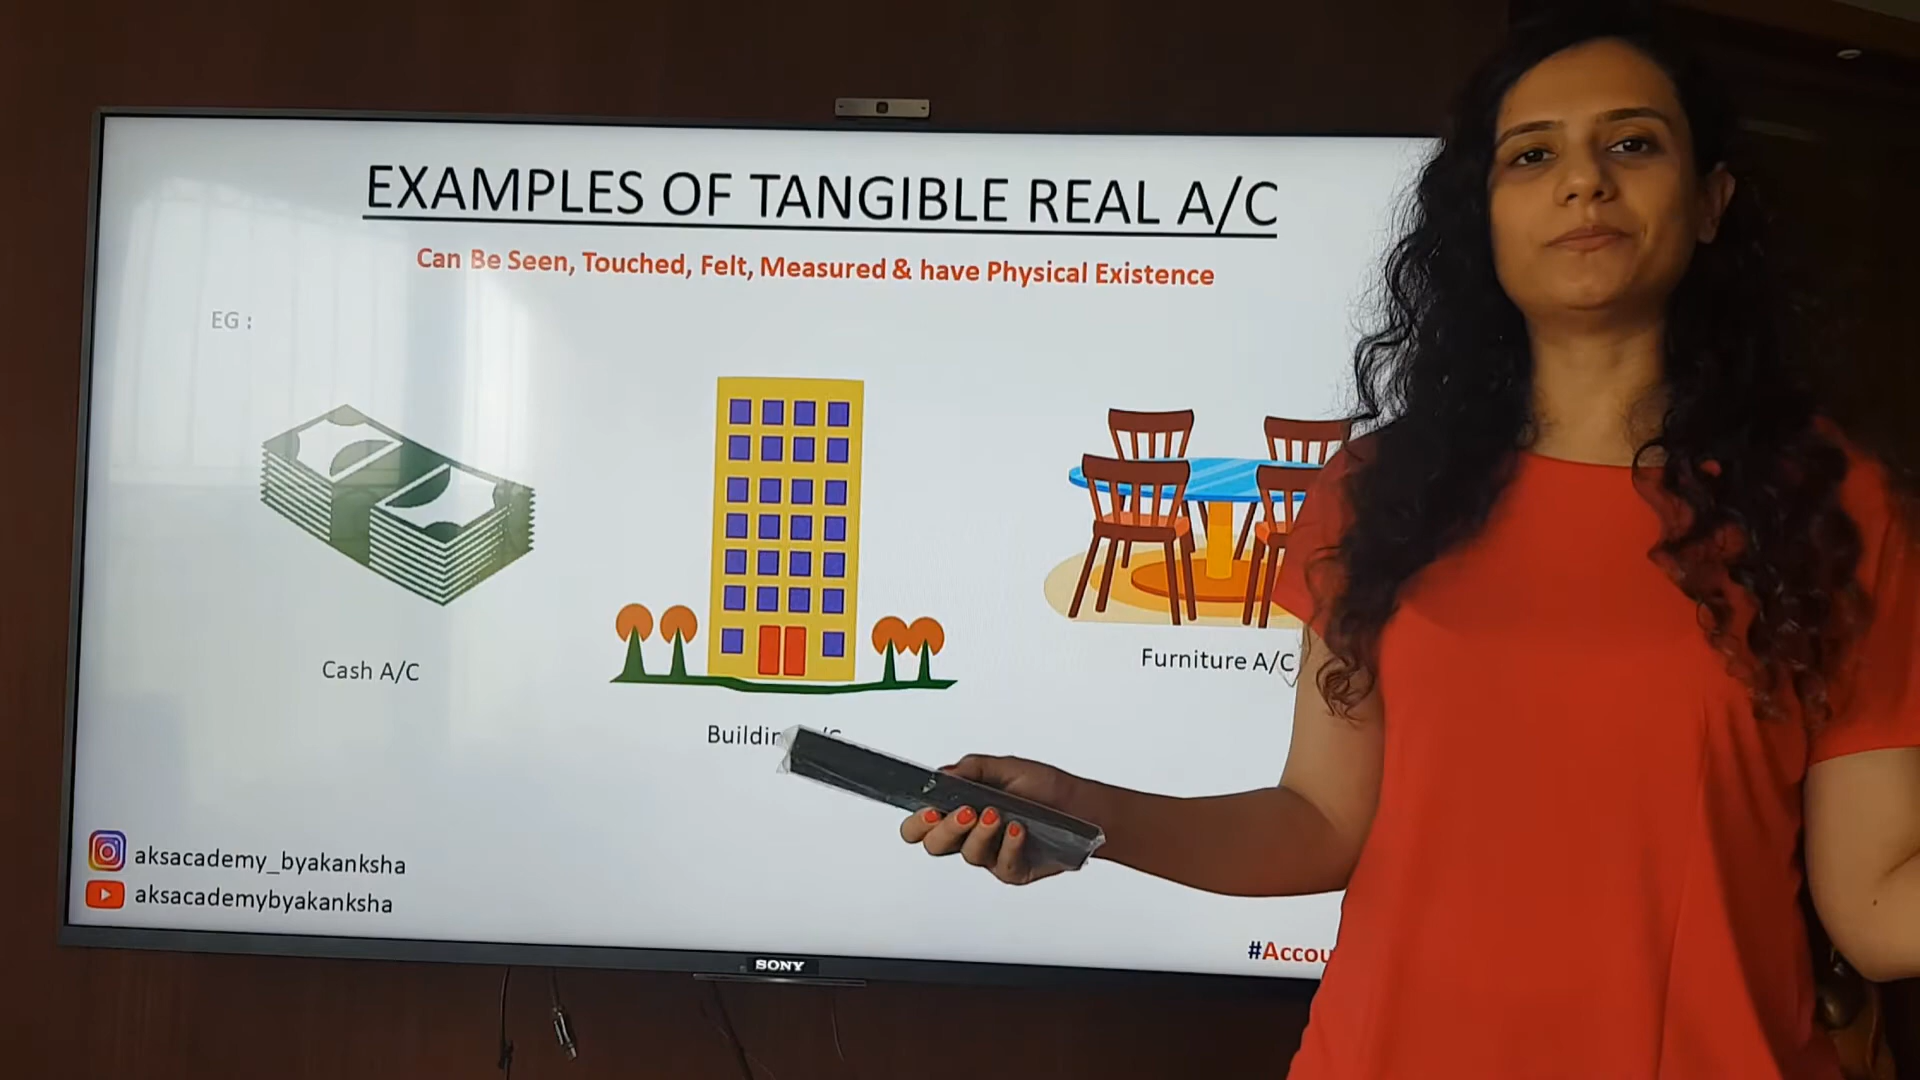 EXAMPLES OF TANGIBLE REAL A/C
Can Be Seen, Touched, Felt, Measured & have Physical Existence
EG :
Cash A/C
Furniture A/C
aksacademy_byakanksha
aksacademybyakanksha
SONY